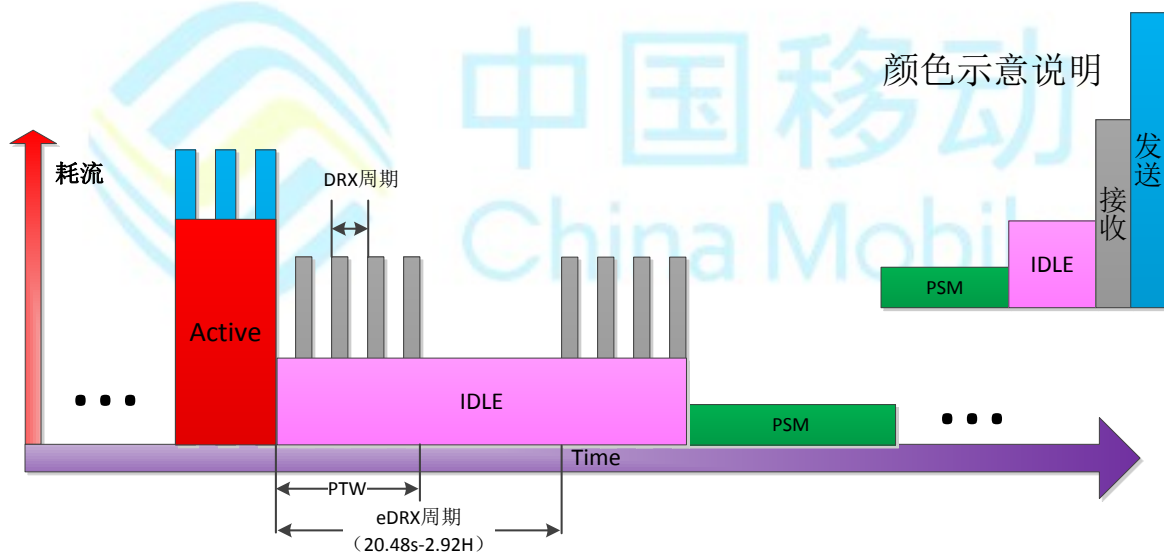 中国移动
China Mobil
颜色示意说明
耗流
DRX周期
发送
接收
IDLE
PSM
Active
IDLE
PSM
• • •
• • •
Time
PTW
eDRX周期
（20.48s-2.92H）